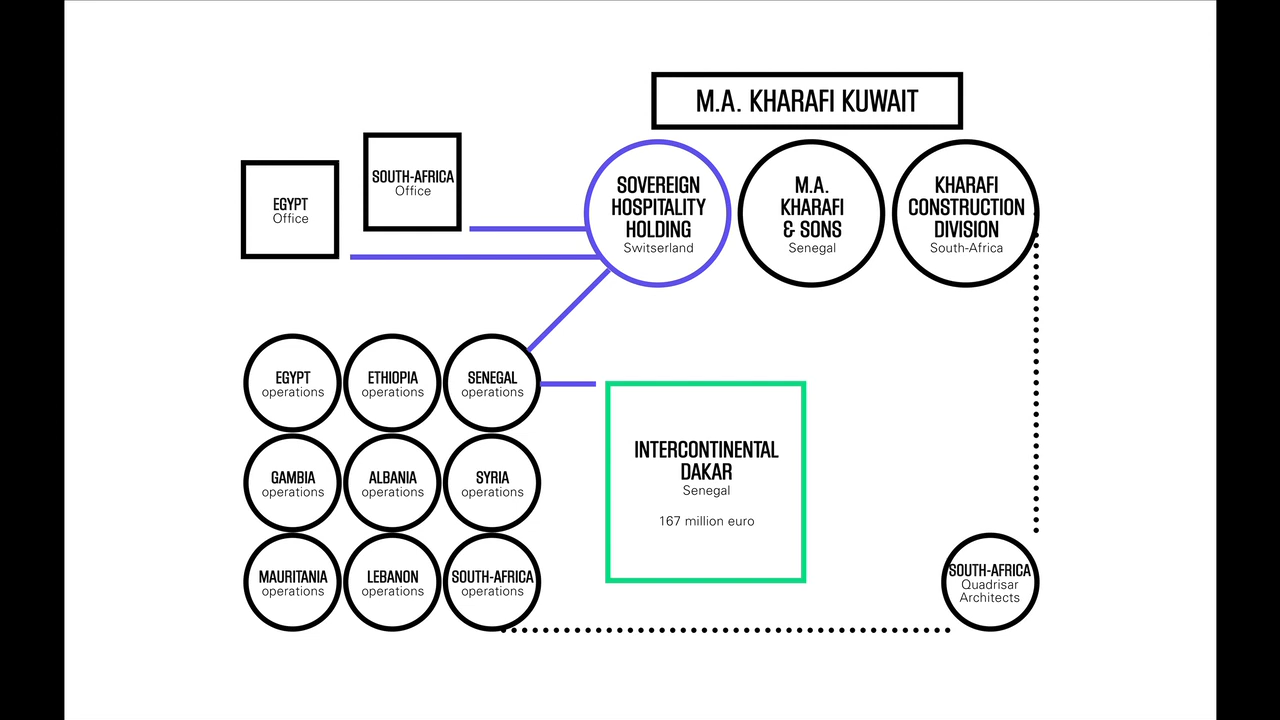 M.A. KHARAFI KUWAIT
SOUTH-AFRICA
Office
EGYPT
Office
SOVEREIGN
HOSPITALITY
HOLDING
Switserland
M.A.
KHARAFI
& SONS
Senegal
KHARAFI
CONSTRUCTION
DIVISION
South-Africa
EGYPT
operations
ETHIOPIA
operations
SENEGAL
operations
GAMBIA
operations
ALBANIA
operations
SYRIA
operations
MAURITANIA
operations
LEBANON
operations
SOUTH-AFRICA
operations
INTERCONTINENTAL
DAKAR
Senegal
167 million euro
SOUTH-AFRICA
Quadrisar
Architects